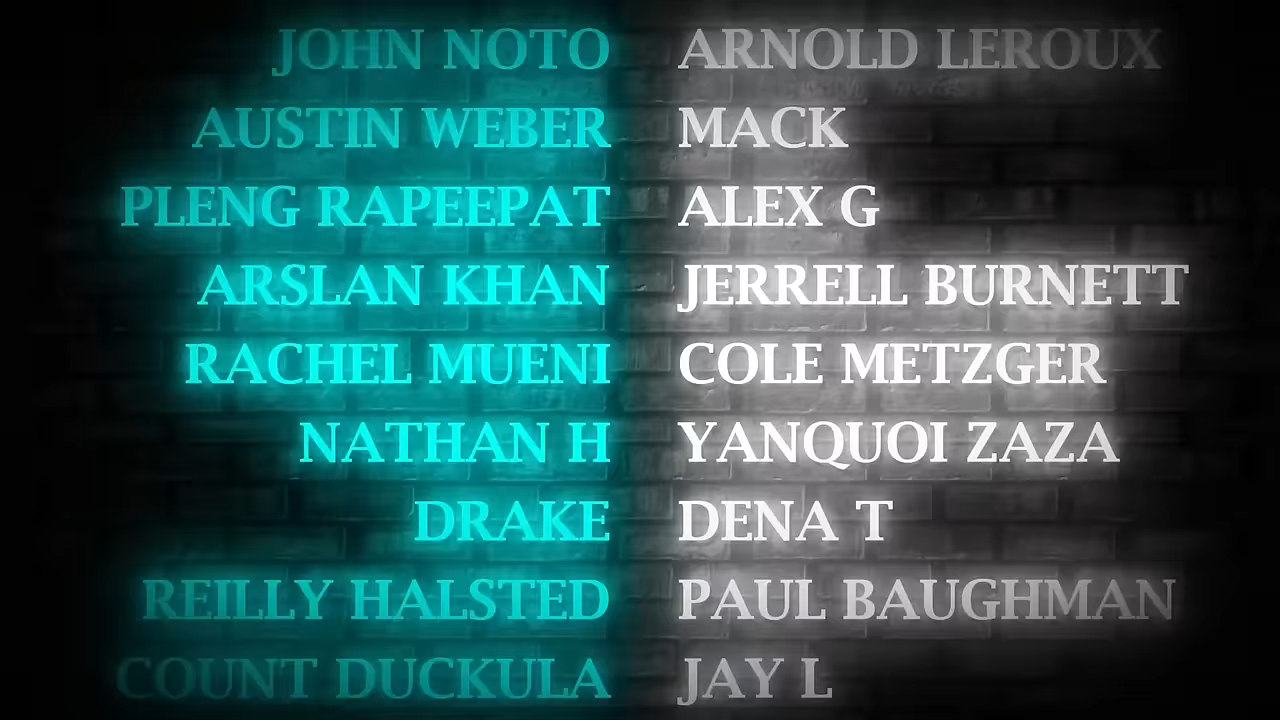 JOHN NOTO ARNOLD LEROUX
AUSTIN WEBER MACK
PLENG RAPEEPAT ALEX G
ARSLAN KHAN JERRELL BURNETT
RACHEL MUENI COLE METZGER
NATHAN H YANQUOI ZAZA
DRAKE DENA T
REILLY HALSTED PAUL BAUGHMAN
COUNT DUCKULA JAY L